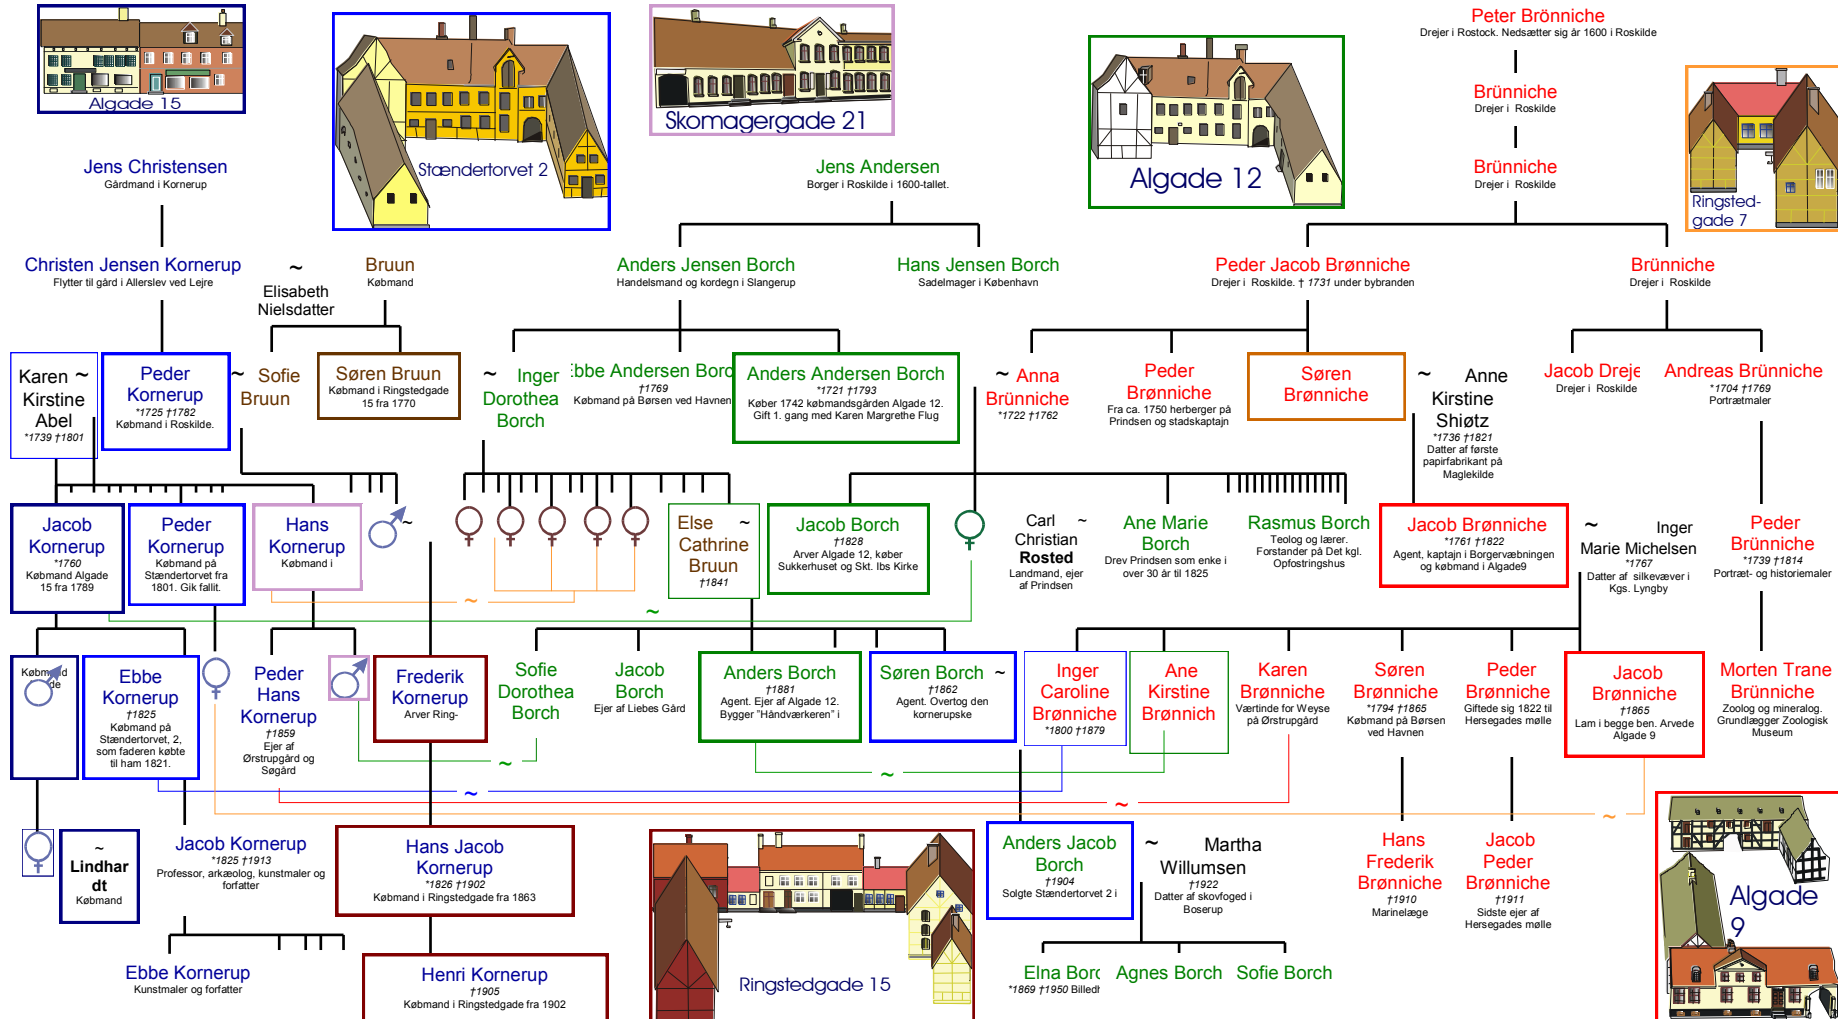 Algade 15
Stændertorvet 2
Skomagergade 21
Algade 12
Peter Brönniche
Drejer i Rostock. Nedsætter sig år 1600 i Roskilde
Brünniche
Drejer i Roskilde
Brünniche
Drejer i Roskilde
Ringsted-
gade 7
Jens Christensen
Gårdmand i Kornerup
Jens Andersen
Borger i Roskilde i 1600-tallet.
Christen Jensen Kornerup
Flytter til gård i Allerslev ved Lejre
~
Elisabeth
Nielsdatter
Bruun
Købmand
Anders Jensen Borch
Handelsmand og kordegn i Slangerup
Hans Jensen Borch
Sadelmager i København
Peder Jacob Brønniche
Drejer i Roskilde. † 1731 under bybranden
Brünniche
Drejer i Roskilde
Karen ~
Kirstine
Abel
*1739 †1801
Peder
Kornerup
*1725 †1782
Købmand i Roskilde.
~ Sofie
Bruun
Søren Bruun
Købmand i Ringstedgade
15 fra 1770
~ Inger
Dorothea
Borch
Ebbe Andersen Borc
†1769
Købmand på Børsen ved Havnen
Anders Andersen Borch
*1721 †1793
Køber 1742 købmandsgården Algade 12.
Gift 1. gang med Karen Margrethe Flug
~ Anna
Brünniche
*1722 †1762
Peder
Brønniche
Fra ca. 1750 herberger på
Prindsen og stadskaptajn
Søren
Brønniche
~ Anne
Kirstine
Shiøtz
*1736 †1821
Datter af første
papirfabrikant på
Maglekilde
Jacob Dreje
Drejer i Roskilde
Andreas Brünniche
*1704 †1769
Portrætmaler
Jacob
Kornerup
*1760
Købmand Algade
15 fra 1789
Peder
Kornerup
Købmand på
Stændertorvet fra
1801. Gik fallit.
Hans
Kornerup
Købmand i
~
Else ~
Cathrine
Bruun
†1841
Jacob Borch
†1828
Arver Algade 12, køber
Sukkerhuset og Skt. Ibs Kirke
Carl ~
Christian
Rosted
Landmand, ejer
af Prindsen
Ane Marie
Borch
Drev Prindsen som enke i
over 30 år til 1825
Rasmus Borch
Teolog og lærer.
Forstander på Det kgl.
Opfostringshus
Jacob Brønniche
*1761 †1822
Agent, kaptajn i Borgervæbningen
og købmand i Algade9
~ Inger
Marie Michelsen
*1767
Datter af silkevæver i
Kgs. Lyngby
Peder
Brünniche
*1739 †1814
Portræt- og historiemaler
~
~
Købmand
de
Ebbe
Kornerup
†1825
Købmand på
Stændertorvet, 2,
som faderen købte
til ham 1821.
Peder
Hans
Kornerup
†1859
Ejer af
Ørstrupgård og
Søgård
Frederik
Kornerup
Arver Ring-
Sofie
Dorothea
Borch
Jacob
Borch
Ejer af Liebes Gård
Anders Borch
†1881
Agent. Ejer af Algade 12.
Bygger "Håndværkeren" i
Søren Borch ~
†1862
Agent. Overtog den
kornerupske
Inger
Caroline
Brønniche
*1800 †1879
Ane
Kirstine
Brønnich
Karen
Brønniche
Værtinde for Weyse
på Ørstrupgård
Søren
Brønniche
*1794 †1865
Købmand på Børsen
ved Havnen
Peder
Brønniche
Giftede sig 1822 til
Hersegades mølle
Jacob
Brønniche
†1865
Lam i begge ben. Arvede
Algade 9
Morten Trane
Brünniche
Zoolog og mineralog.
Grundlægger Zoologisk
Museum
~
~
~
~
~
~
Lindhar
dt
Købmand
Jacob Kornerup
*1825 †1913
Professor, arkæolog, kunstmaler og
forfatter
Hans Jacob
Kornerup
*1826 †1902
Købmand i Ringstedgade fra 1863
Ringstedgade 15
Anders Jacob
Borch
†1904
Solgte Stændertorvet 2 i
~ Martha
Willumsen
†1922
Datter af skovfoged i
Boserup
Hans
Frederik
Brønniche
†1910
Marinelæge
Jacob
Peder
Brønniche
†1911
Sidste ejer af
Hersegades mølle
Algade
9
Ebbe Kornerup
Kunstmaler og forfatter
Henri Kornerup
†1905
Købmand i Ringstedgade fra 1902
Elna Borc
*1869 †1950 Billedh
Agnes Borch
Sofie Borch